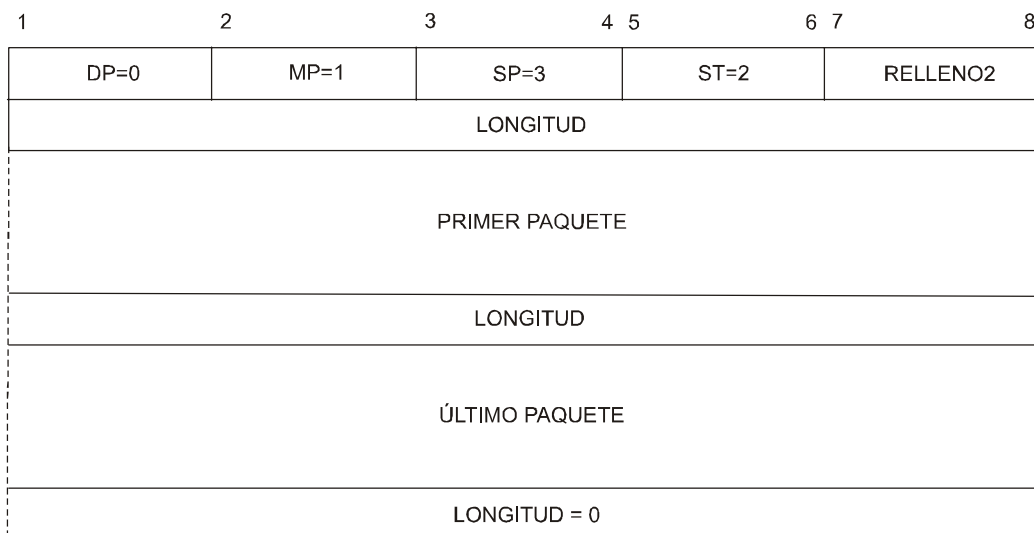 1 2 3 4 5 6 7 8
DP=0 MP=1 SP=3 ST=2 RELLENO2
LONGITUD
PRIMER PAQUETE
LONGITUD
ÚLTIMO PAQUETE
LONGITUD = 0